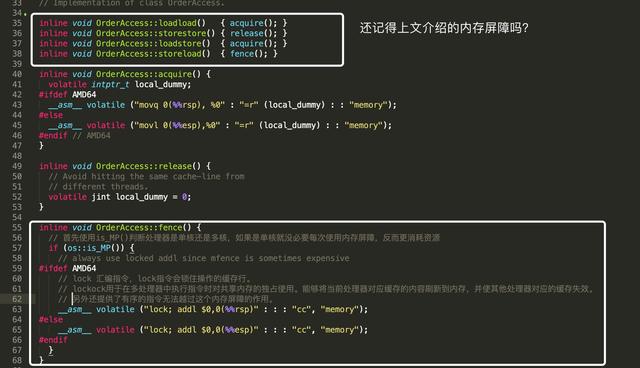 33 // Implementation of class OrderAccess.
34
35 inline void OrderAccess::loadload() { acquire(); }
36 inline void OrderAccess::storestore() { release(); }
37 inline void OrderAccess::loadstore() { acquire(); }
38 inline void OrderAccess::storeload() { fence(); }
还记得上文介绍的内存屏障吗?
39
40 inline void OrderAccess::acquire() {
41 volatile intptr_t local_dummy;
42 #ifdef AMD64
43 __asm__ volatile ("movq 0(%%rsp), %0" : "=r" (local_dummy) : : "memory");
44 #else
45 __asm__ volatile ("movl 0(%%esp),%0" : "=r" (local_dummy) : : "memory");
46 #endif // AMD64
47 }
48
49 inline void OrderAccess::release() {
50 // Avoid hitting the same cache-line from
51 // different threads.
52 volatile jint local_dummy = 0;
53 }
54
55 inline void OrderAccess::fence() {
56 // 首先使用is_MP()判断处理器是单核还是多核，如果是单核就没必要每次使用内存屏障，反而更消耗资源
57 if (os::is_MP()) {
58 // always use locked addl since mfence is sometimes expensive
59 #ifdef AMD64
60 // lock 汇编指令，lock指令会锁住操作的缓存行。
61 // lockock用于在多处理器中执行指令时对共享内存的独占使用。能够将当前处理器对应缓存的内容刷新到内存，并使其他处理器对应的缓存失效。
62 // 另外还提供了有序的指令无法越过这个内存屏障的作用。
63 __asm__ volatile ("lock; addl $0,0(%%rsp)" : : : "cc", "memory");
64 #else
65 __asm__ volatile ("lock; addl $0,0(%%esp)" : : : "cc", "memory");
66 #endif
67 }
68 }